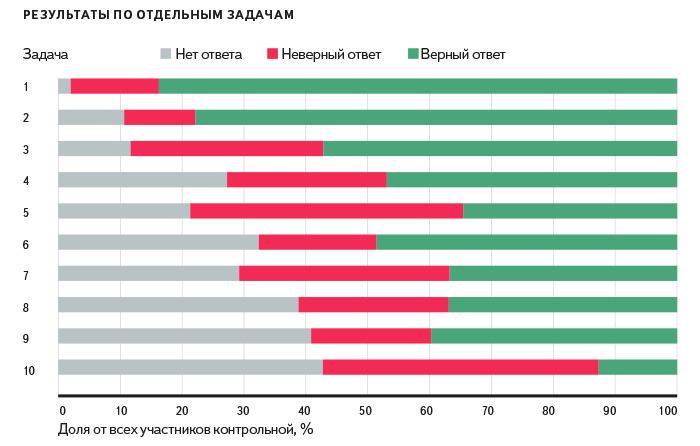 РЕЗУЛЬТАТЫ ПО ОТДЕЛЬНЫМ ЗАДАЧАМ
Задача Нет ответа Неверный ответ Верный ответ
1
2
3
4
5
6
7
8
9
10
0 10 20 30 40 50 60 70 80 90 100
Доля от всех участников контрольной, %